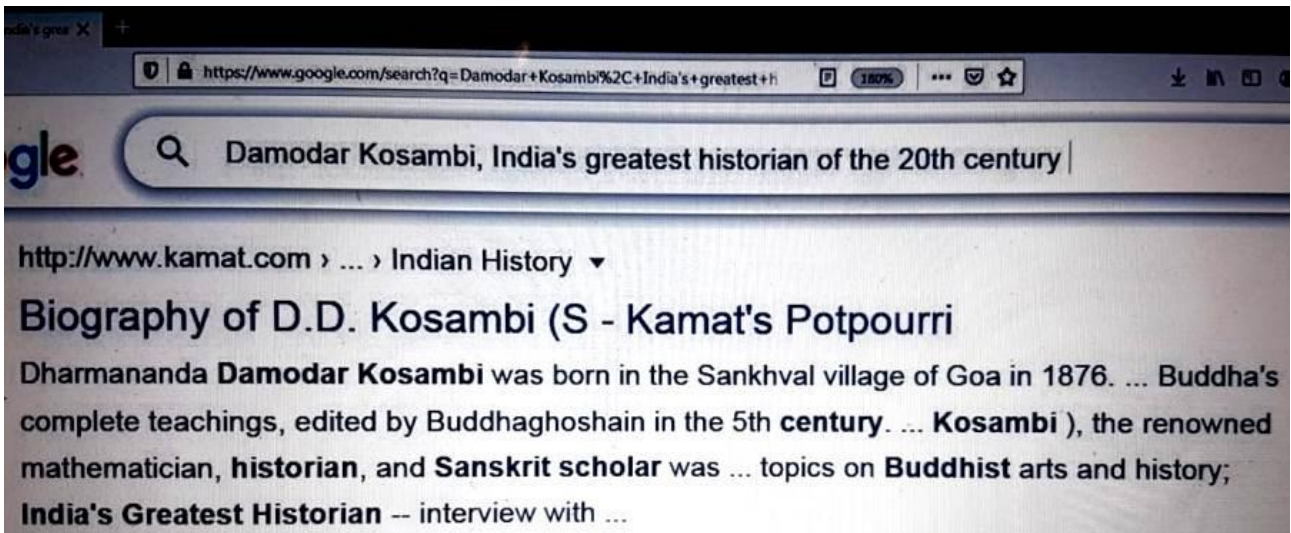 ndia's grea X +
https://www.google.com/search?q=Damodar+Kosambi%2C+India's+greatest+h 180% ...
gle Damodar Kosambi, India's greatest historian of the 20th century
http://www.kamat.com › ... › Indian History
Biography of D.D. Kosambi (S - Kamat's Potpourri
Dharmananda Damodar Kosambi was born in the Sankhval village of Goa in 1876. ... Buddha's
complete teachings, edited by Buddhaghoshain in the 5th century. ... Kosambi ), the renowned
mathematician, historian, and Sanskrit scholar was ... topics on Buddhist arts and history;
India's Greatest Historian -- interview with ...